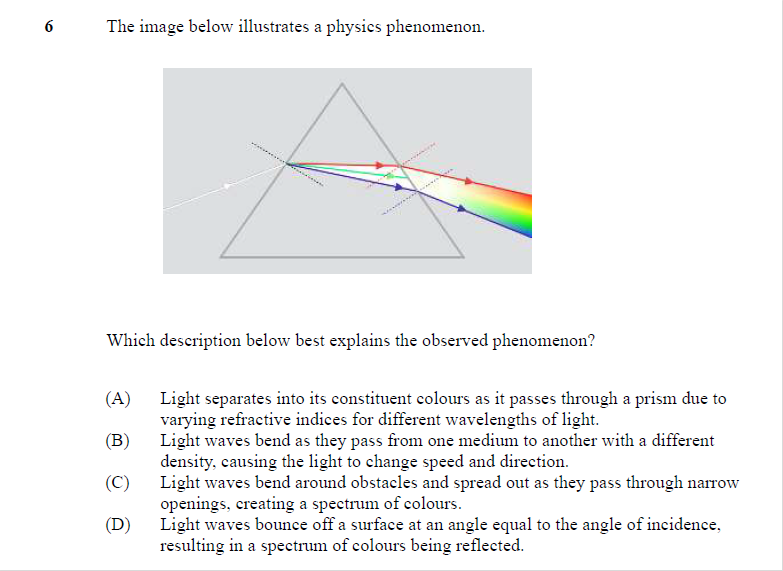 6 The image below illustrates a physics phenomenon.
Which description below best explains the observed phenomenon?
(A) Light separates into its constituent colours as it passes through a prism due to
varying refractive indices for different wavelengths of light.
(B) Light waves bend as they pass from one medium to another with a different
density, causing the light to change speed and direction.
(C) Light waves bend around obstacles and spread out as they pass through narrow
openings, creating a spectrum of colours.
(D) Light waves bounce off a surface at an angle equal to the angle of incidence,
resulting in a spectrum of colours being reflected.